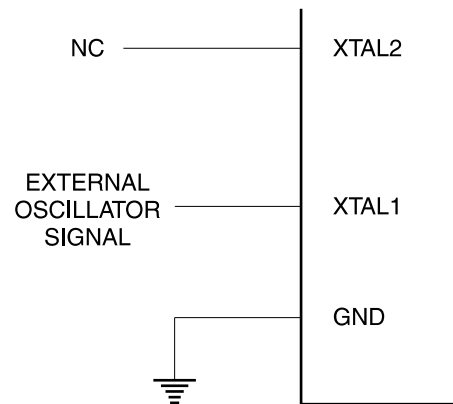 NC
XTAL2
EXTERNAL
OSCILLATOR
SIGNAL
XTAL1
GND